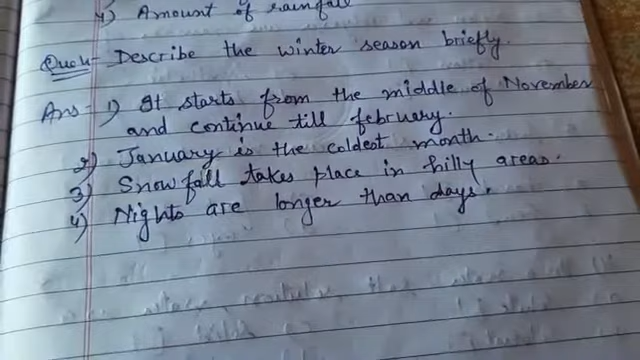 4) Amount of rainfall
Ques- Describe the winter season briefly.
Ans- 1) It starts from the middle of November
and continue till february.
2) January is the coldest month.
3) Snowfall takes place in hilly areas.
4) Nights are longer than days.